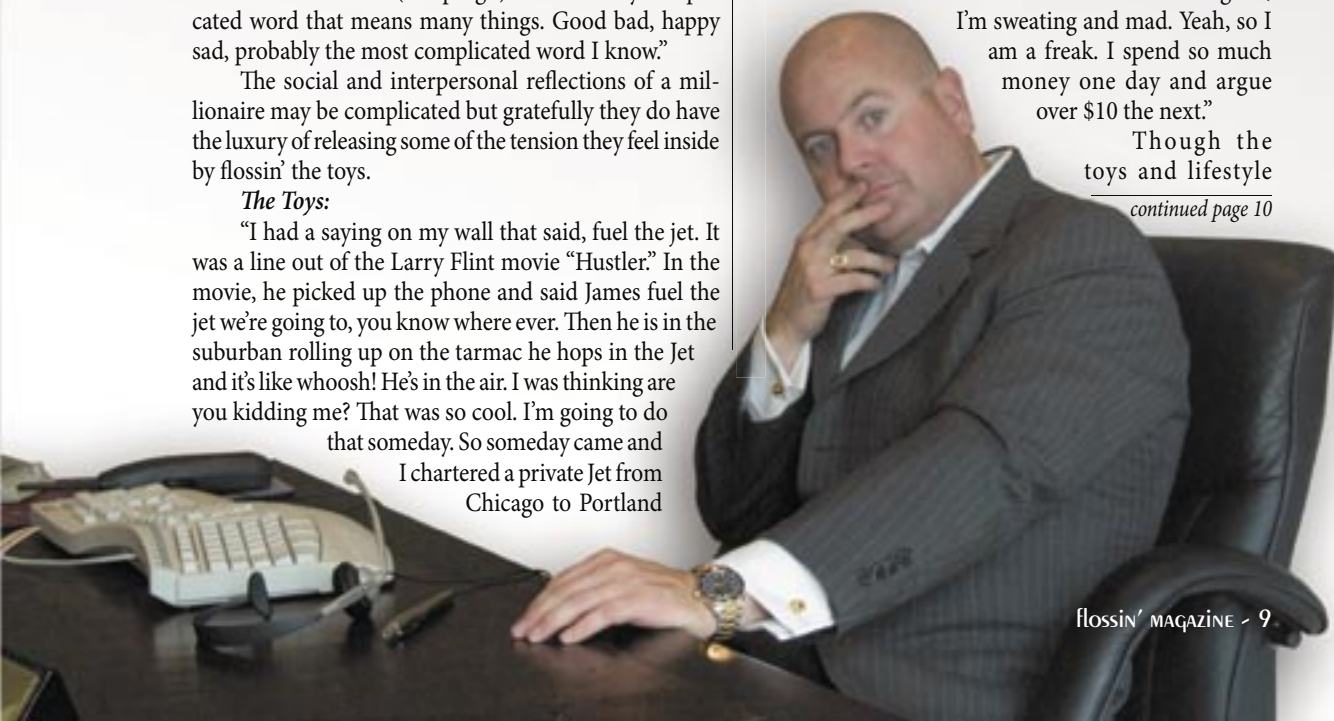 cated word that means many things. Good bad, happy
sad, probably the most complicated word I know.”
The social and interpersonal reflections of a mil-
lionaire may be complicated but gratefully they do have
the luxury of releasing some of the tension they feel inside
by flossin’ the toys.
The Toys:
“I had a saying on my wall that said, fuel the jet. It
was a line out of the Larry Flint movie “Hustler.” In the
movie, he picked up the phone and said James fuel the
jet we’re going to, you know where ever. Then he is in the
suburban rolling up on the tarmac he hops in the Jet
and it’s like whoosh! He’s in the air. I was thinking are
you kidding me? That was so cool. I’m going to do
that someday. So someday came and
I chartered a private Jet from
Chicago to Portland
I’m sweating and mad. Yeah, so I
am a freak. I spend so much
money one day and argue
over $10 the next.”
Though the
toys and lifestyle
continued page 10
flossin’ MAGAZINE - 9